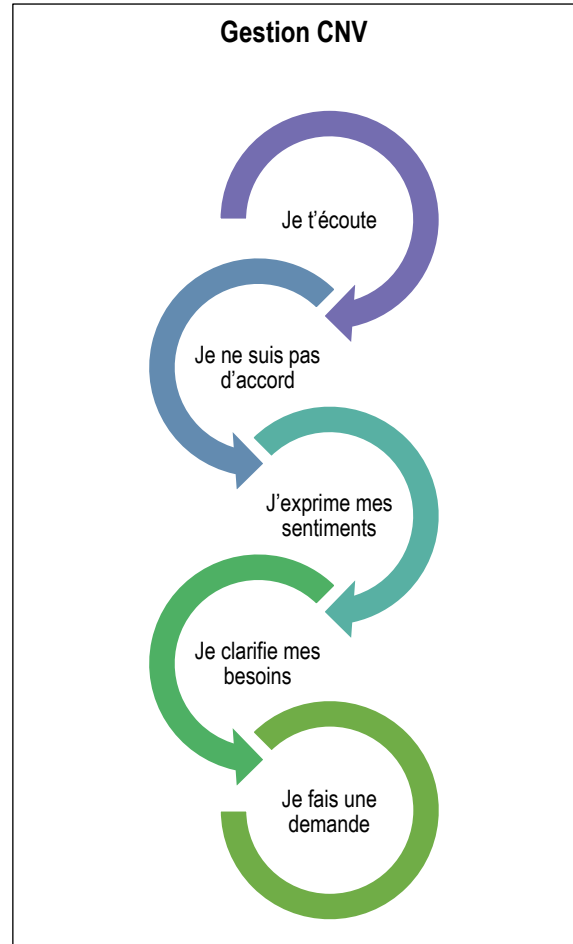 Gestion CNV
Je t’écoute
Je ne suis pas
d’accord
J’exprime mes
sentiments
Je clarifie mes
besoins
Je fais une
demande